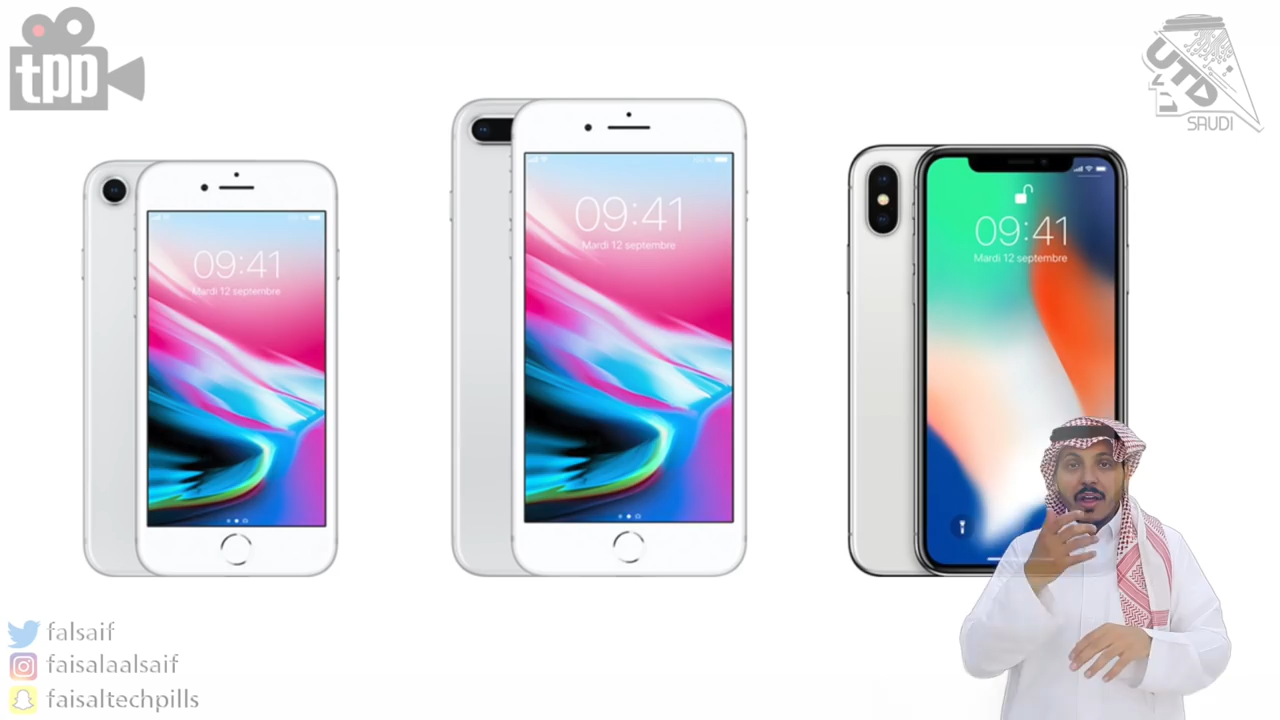 tpp
UTD
SAUDI
09:41
Mardi 12 septembre
09:41
Mardi 12 septembre
09:41
Mardi 12 septembre
falsaif
faisalaalsaif
faisaltechpills